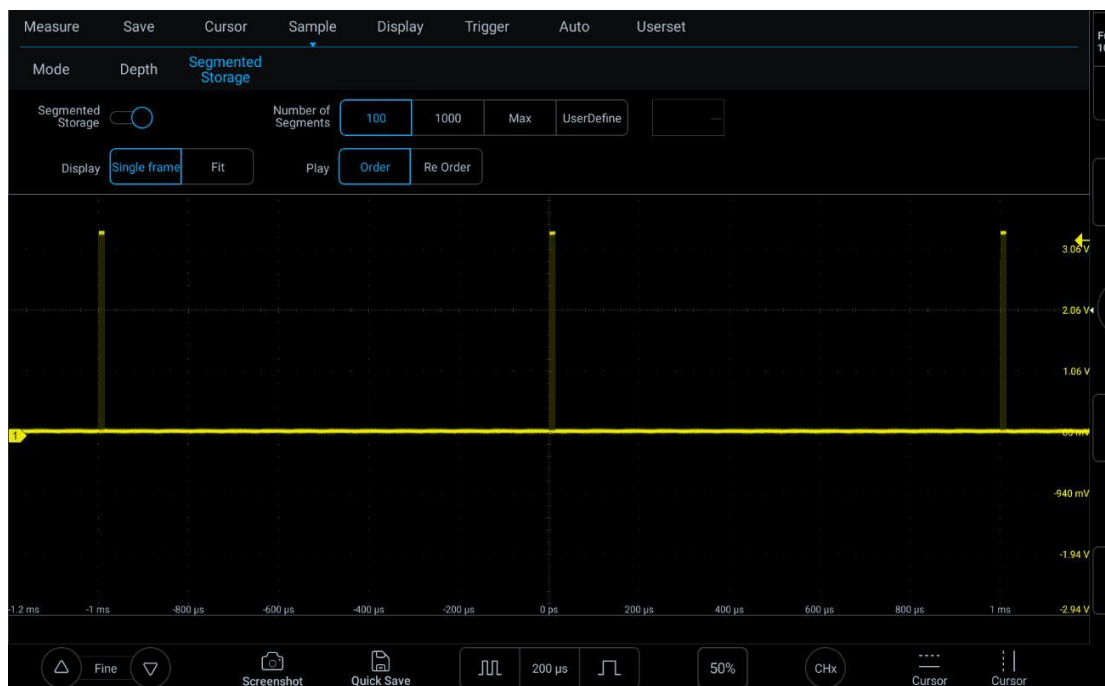 Measure Save Cursor Sample Display Trigger Auto Userset
Mode Depth Segmented
Storage
Segmented
Storage
Number of
Segments
100 1000 Max UserDefine ---
Display Single frame Fit Play Order Re Order
3.06 V
2.06 V
1.06 V
1
-940 mV
-1.94 V
-1.2 ms -1 ms -800 µs -600 µs -400 µs -200 µs 0 ps 200 µs 400 µs 600 µs 800 µs 1 ms -2.94 V
Fine Screenshot Quick Save 200 µs 50% CHx Cursor Cursor